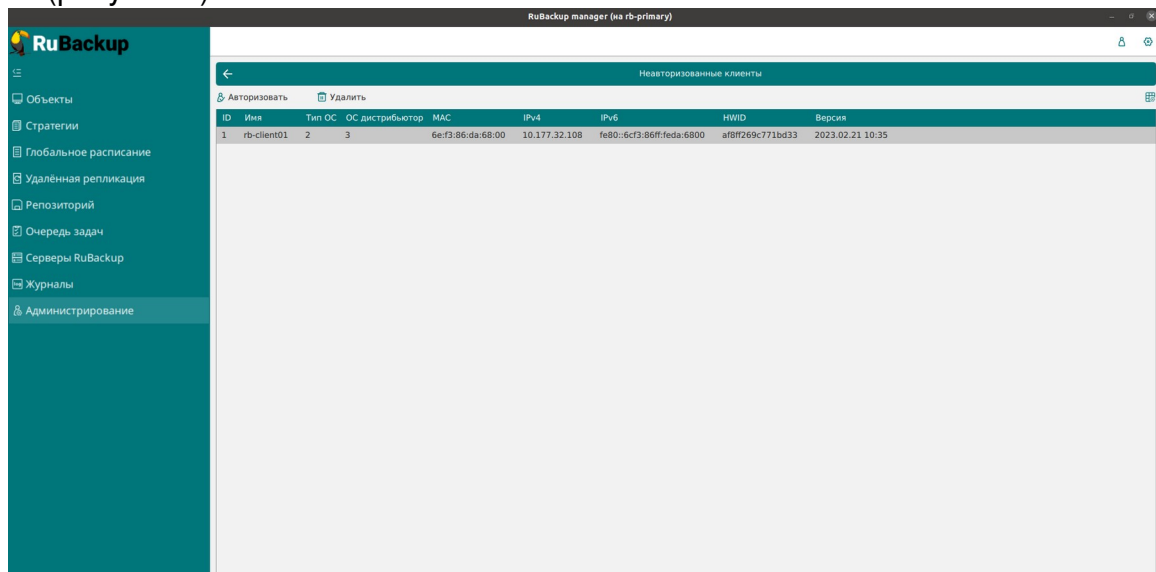 RuBackup manager (на rb-primary)
RuBackup
Неавторизованные клиенты
Объекты
Авторизовать Удалить
ID Имя Тип ОС ОС дистрибьютор MAC IPv4 IPv6 HWID Версия
1 rb-client01 2 3 6e:f3:86:da:68:00 10.177.32.108 fe80::6cf3:86ff:feda:6800 af8ff269c771bd33 2023.02.21 10:35
Стратегии
Глобальное расписание
Удалённая репликация
Репозиторий
Очередь задач
Серверы RuBackup
Журналы
Администрирование